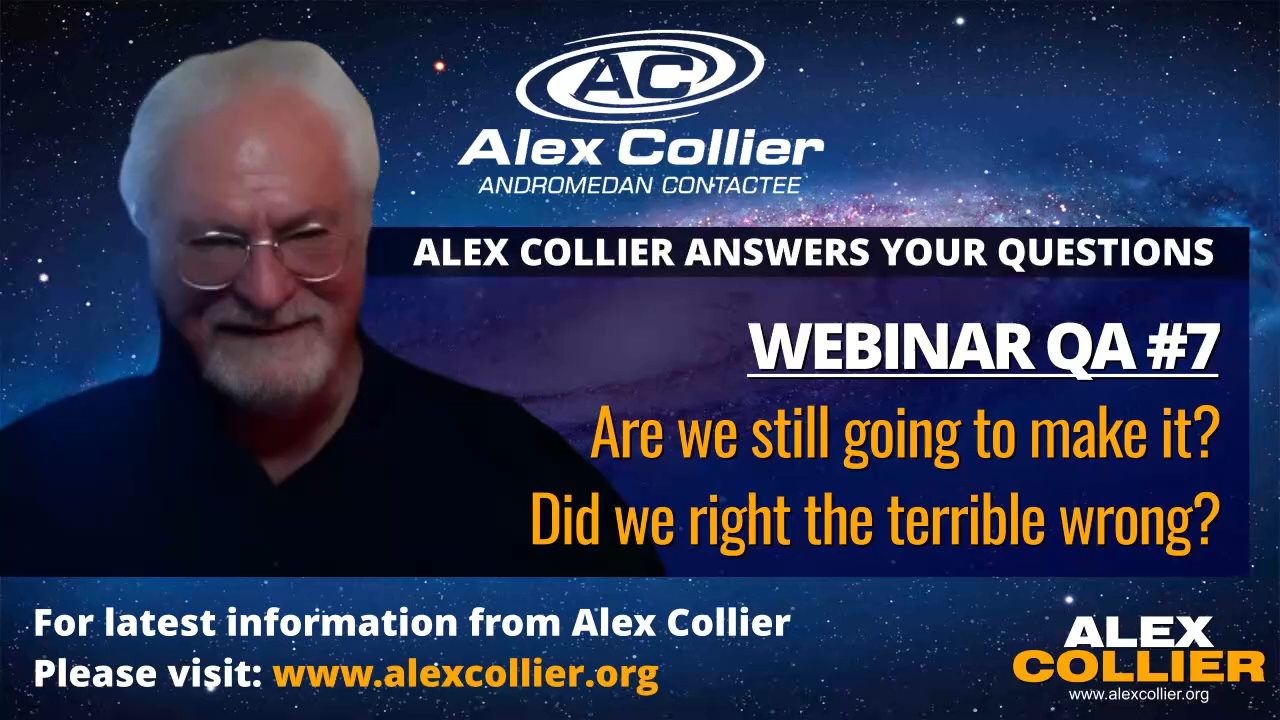 AC
Alex Collier
ANDROMEDAN CONTACTEE
ALEX COLLIER ANSWERS YOUR QUESTIONS
WEBINAR QA #7
Are we still going to make it?
Did we right the terrible wrong?
For latest information from Alex Collier
Please visit: www.alexcollier.org
ALEX
COLLIER
www.alexcollier.org